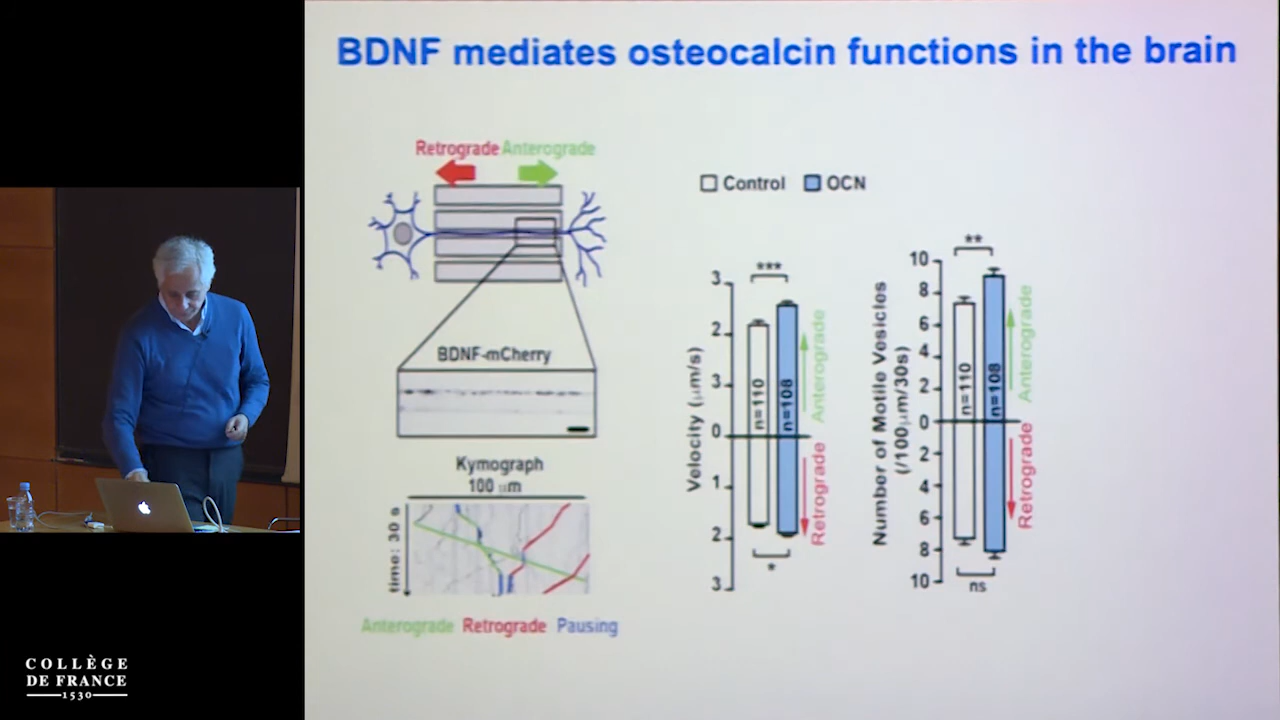 BDNF mediates osteocalcin functions in the brain
Retrograde Anterograde
BDNF-mCherry
Kymograph
100 µm
time: 30 s
Anterograde Retrograde Pausing
Control OCN
Velocity (µm/s)
3
2
3
0
1
2
3
***
n=110
n=108
*
Anterograde
Retrograde
Number of Motile Vesicles
(/100µm/30s)
10
8
6
4
2
0
2
4
6
8
10
**
n=110
n=108
ns
Anterograde
Retrograde
COLLÈGE
DE FRANCE
1530